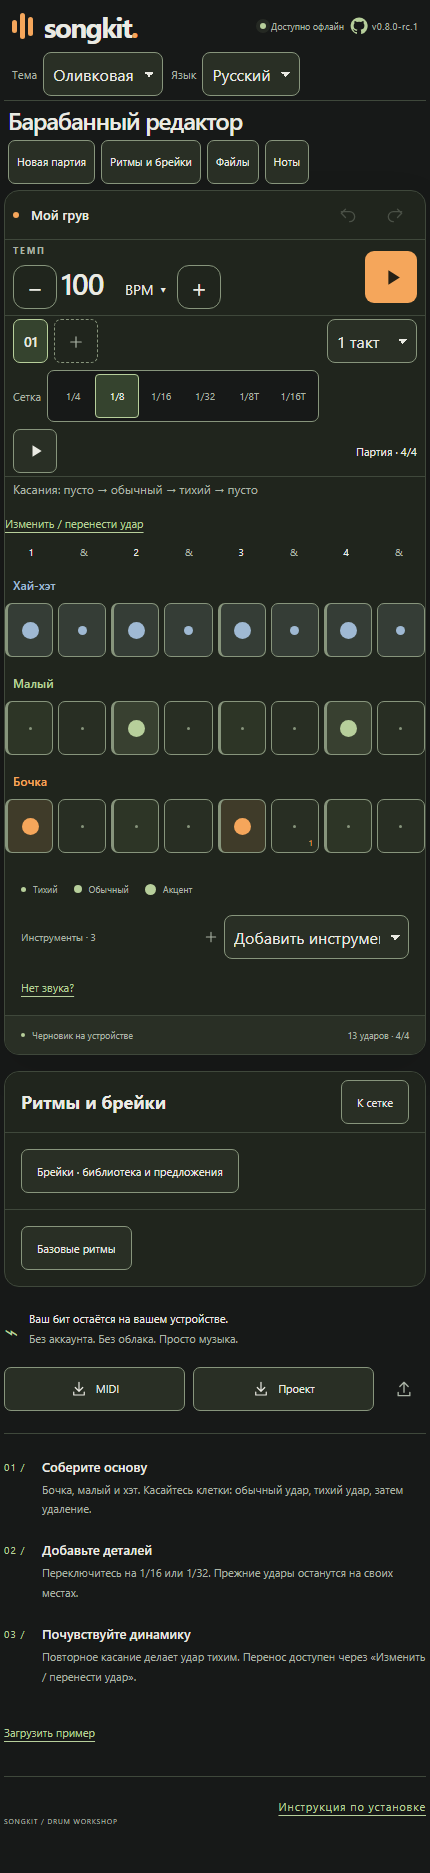 songkit.
Доступно офлайн
v0.8.0-rc.1
Тема Оливковая Язык Русский
Барабанный редактор
Новая партия Ритмы и брейки Файлы Ноты
Мой грув
ТЕМП
− 100 BPM ▾ +
01 + 1 такт
Сетка 1/4 1/8 1/16 1/32 1/8T 1/16T
Партия · 4/4
Касания: пусто → обычный → тихий → пусто
Изменить / перенести удар
1 & 2 & 3 & 4 &
Хай-хэт
Малый
Бочка
1
Тихий Обычный Акцент
Инструменты · 3 + Добавить инструме
Нет звука?
Черновик на устройстве 13 ударов · 4/4
Ритмы и брейки К сетке
Брейки · библиотека и предложения
Базовые ритмы
Ваш бит остаётся на вашем устройстве.
Без аккаунта. Без облака. Просто музыка.
MIDI Проект
01 / Соберите основу
Бочка, малый и хэт. Касайтесь клетки: обычный удар, тихий удар, затем
удаление.
02 / Добавьте деталей
Переключитесь на 1/16 или 1/32. Прежние удары останутся на своих
местах.
03 / Почувствуйте динамику
Повторное касание делает удар тихим. Перенос доступен через «Изменить
/ перенести удар».
Загрузить пример
Инструкция по установке
SONGKIT / DRUM WORKSHOP